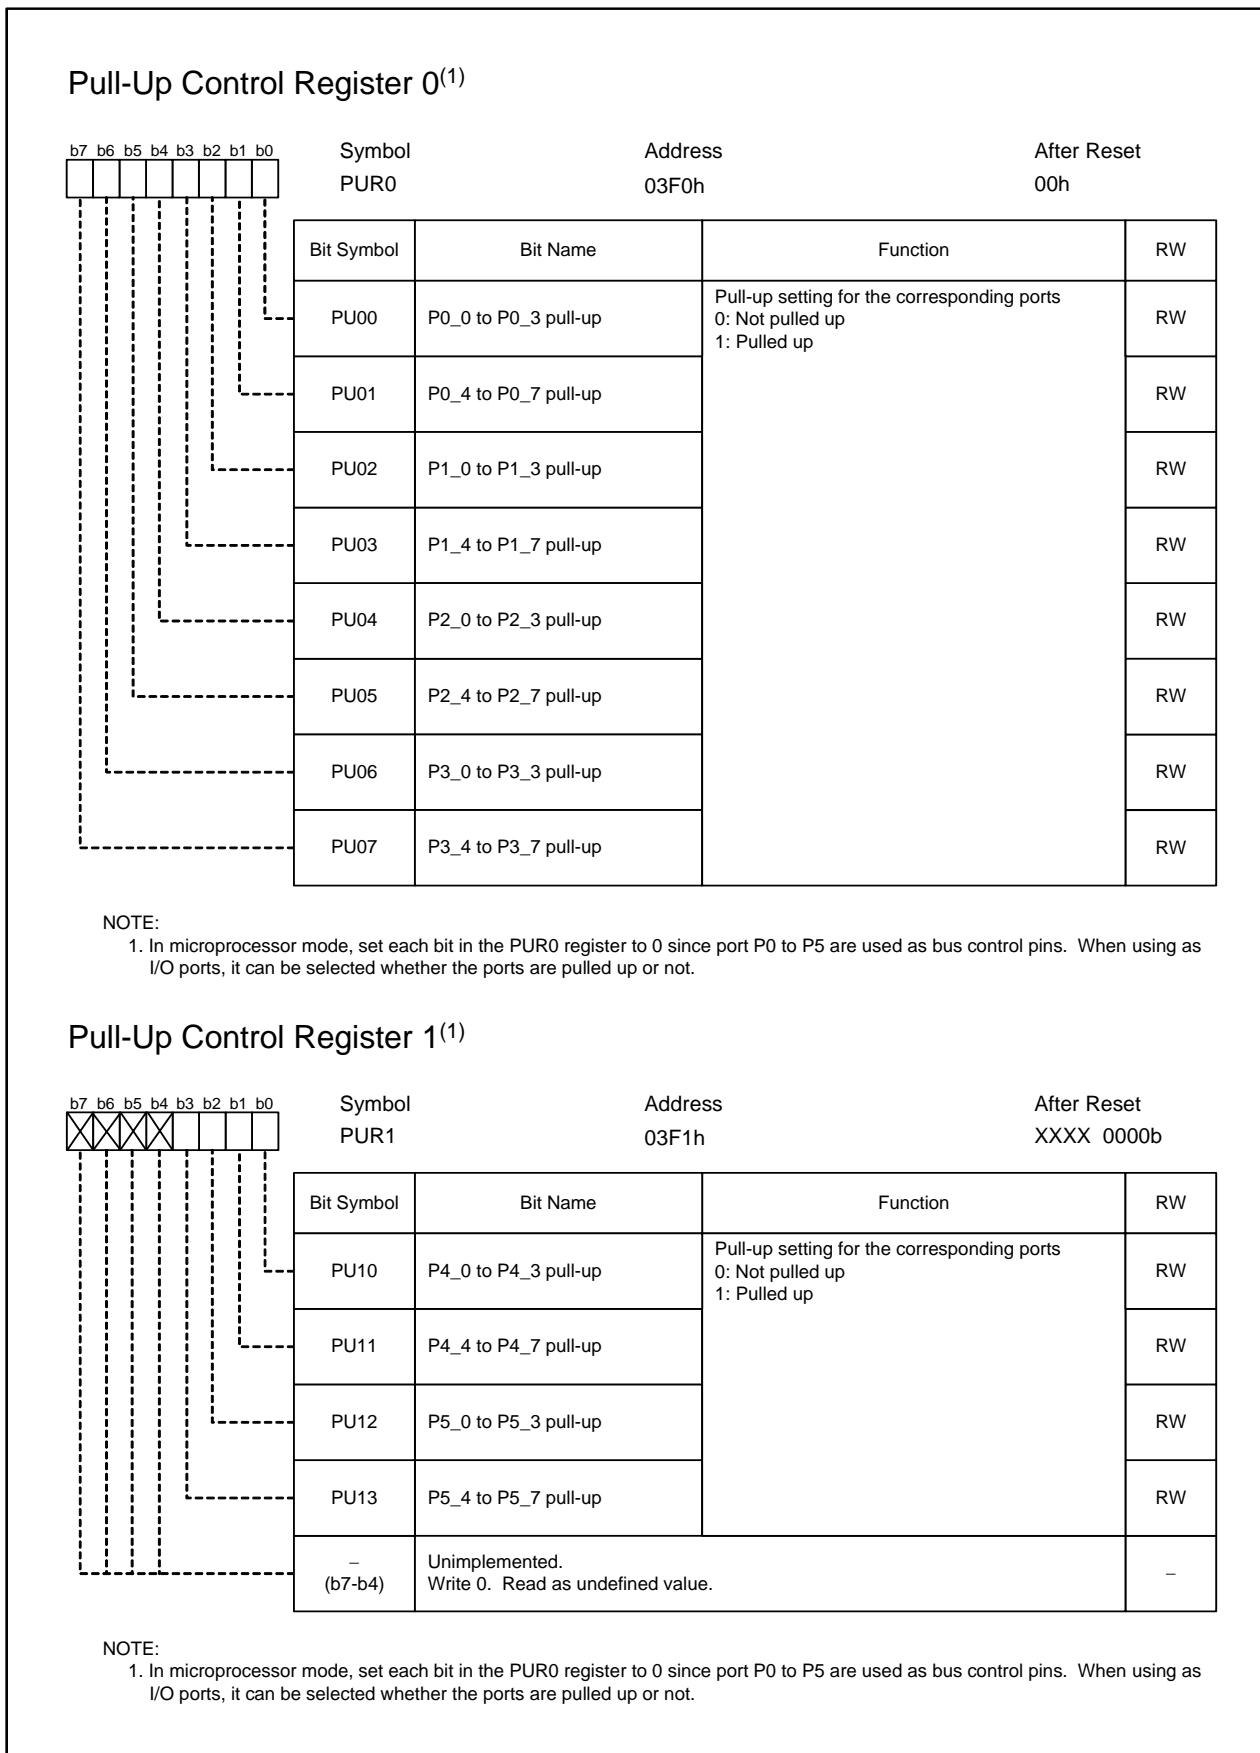 Pull-Up Control Register 0(1)
b7 b6 b5 b4 b3 b2 b1 b0
Symbol Address After Reset
PUR0 03F0h 00h
Bit Symbol Bit Name Function RW
PU00 P0_0 to P0_3 pull-up Pull-up setting for the corresponding ports RW
0: Not pulled up
1: Pulled up
PU01 P0_4 to P0_7 pull-up RW
PU02 P1_0 to P1_3 pull-up RW
PU03 P1_4 to P1_7 pull-up RW
PU04 P2_0 to P2_3 pull-up RW
PU05 P2_4 to P2_7 pull-up RW
PU06 P3_0 to P3_3 pull-up RW
PU07 P3_4 to P3_7 pull-up RW
NOTE:
1. In microprocessor mode, set each bit in the PUR0 register to 0 since port P0 to P5 are used as bus control pins. When using as
I/O ports, it can be selected whether the ports are pulled up or not.
Pull-Up Control Register 1(1)
b7 b6 b5 b4 b3 b2 b1 b0
Symbol Address After Reset
PUR1 03F1h XXXX 0000b
Bit Symbol Bit Name Function RW
PU10 P4_0 to P4_3 pull-up Pull-up setting for the corresponding ports RW
0: Not pulled up
1: Pulled up
PU11 P4_4 to P4_7 pull-up RW
PU12 P5_0 to P5_3 pull-up RW
PU13 P5_4 to P5_7 pull-up RW
– Unimplemented. –
(b7-b4) Write 0. Read as undefined value.
NOTE:
1. In microprocessor mode, set each bit in the PUR0 register to 0 since port P0 to P5 are used as bus control pins. When using as
I/O ports, it can be selected whether the ports are pulled up or not.